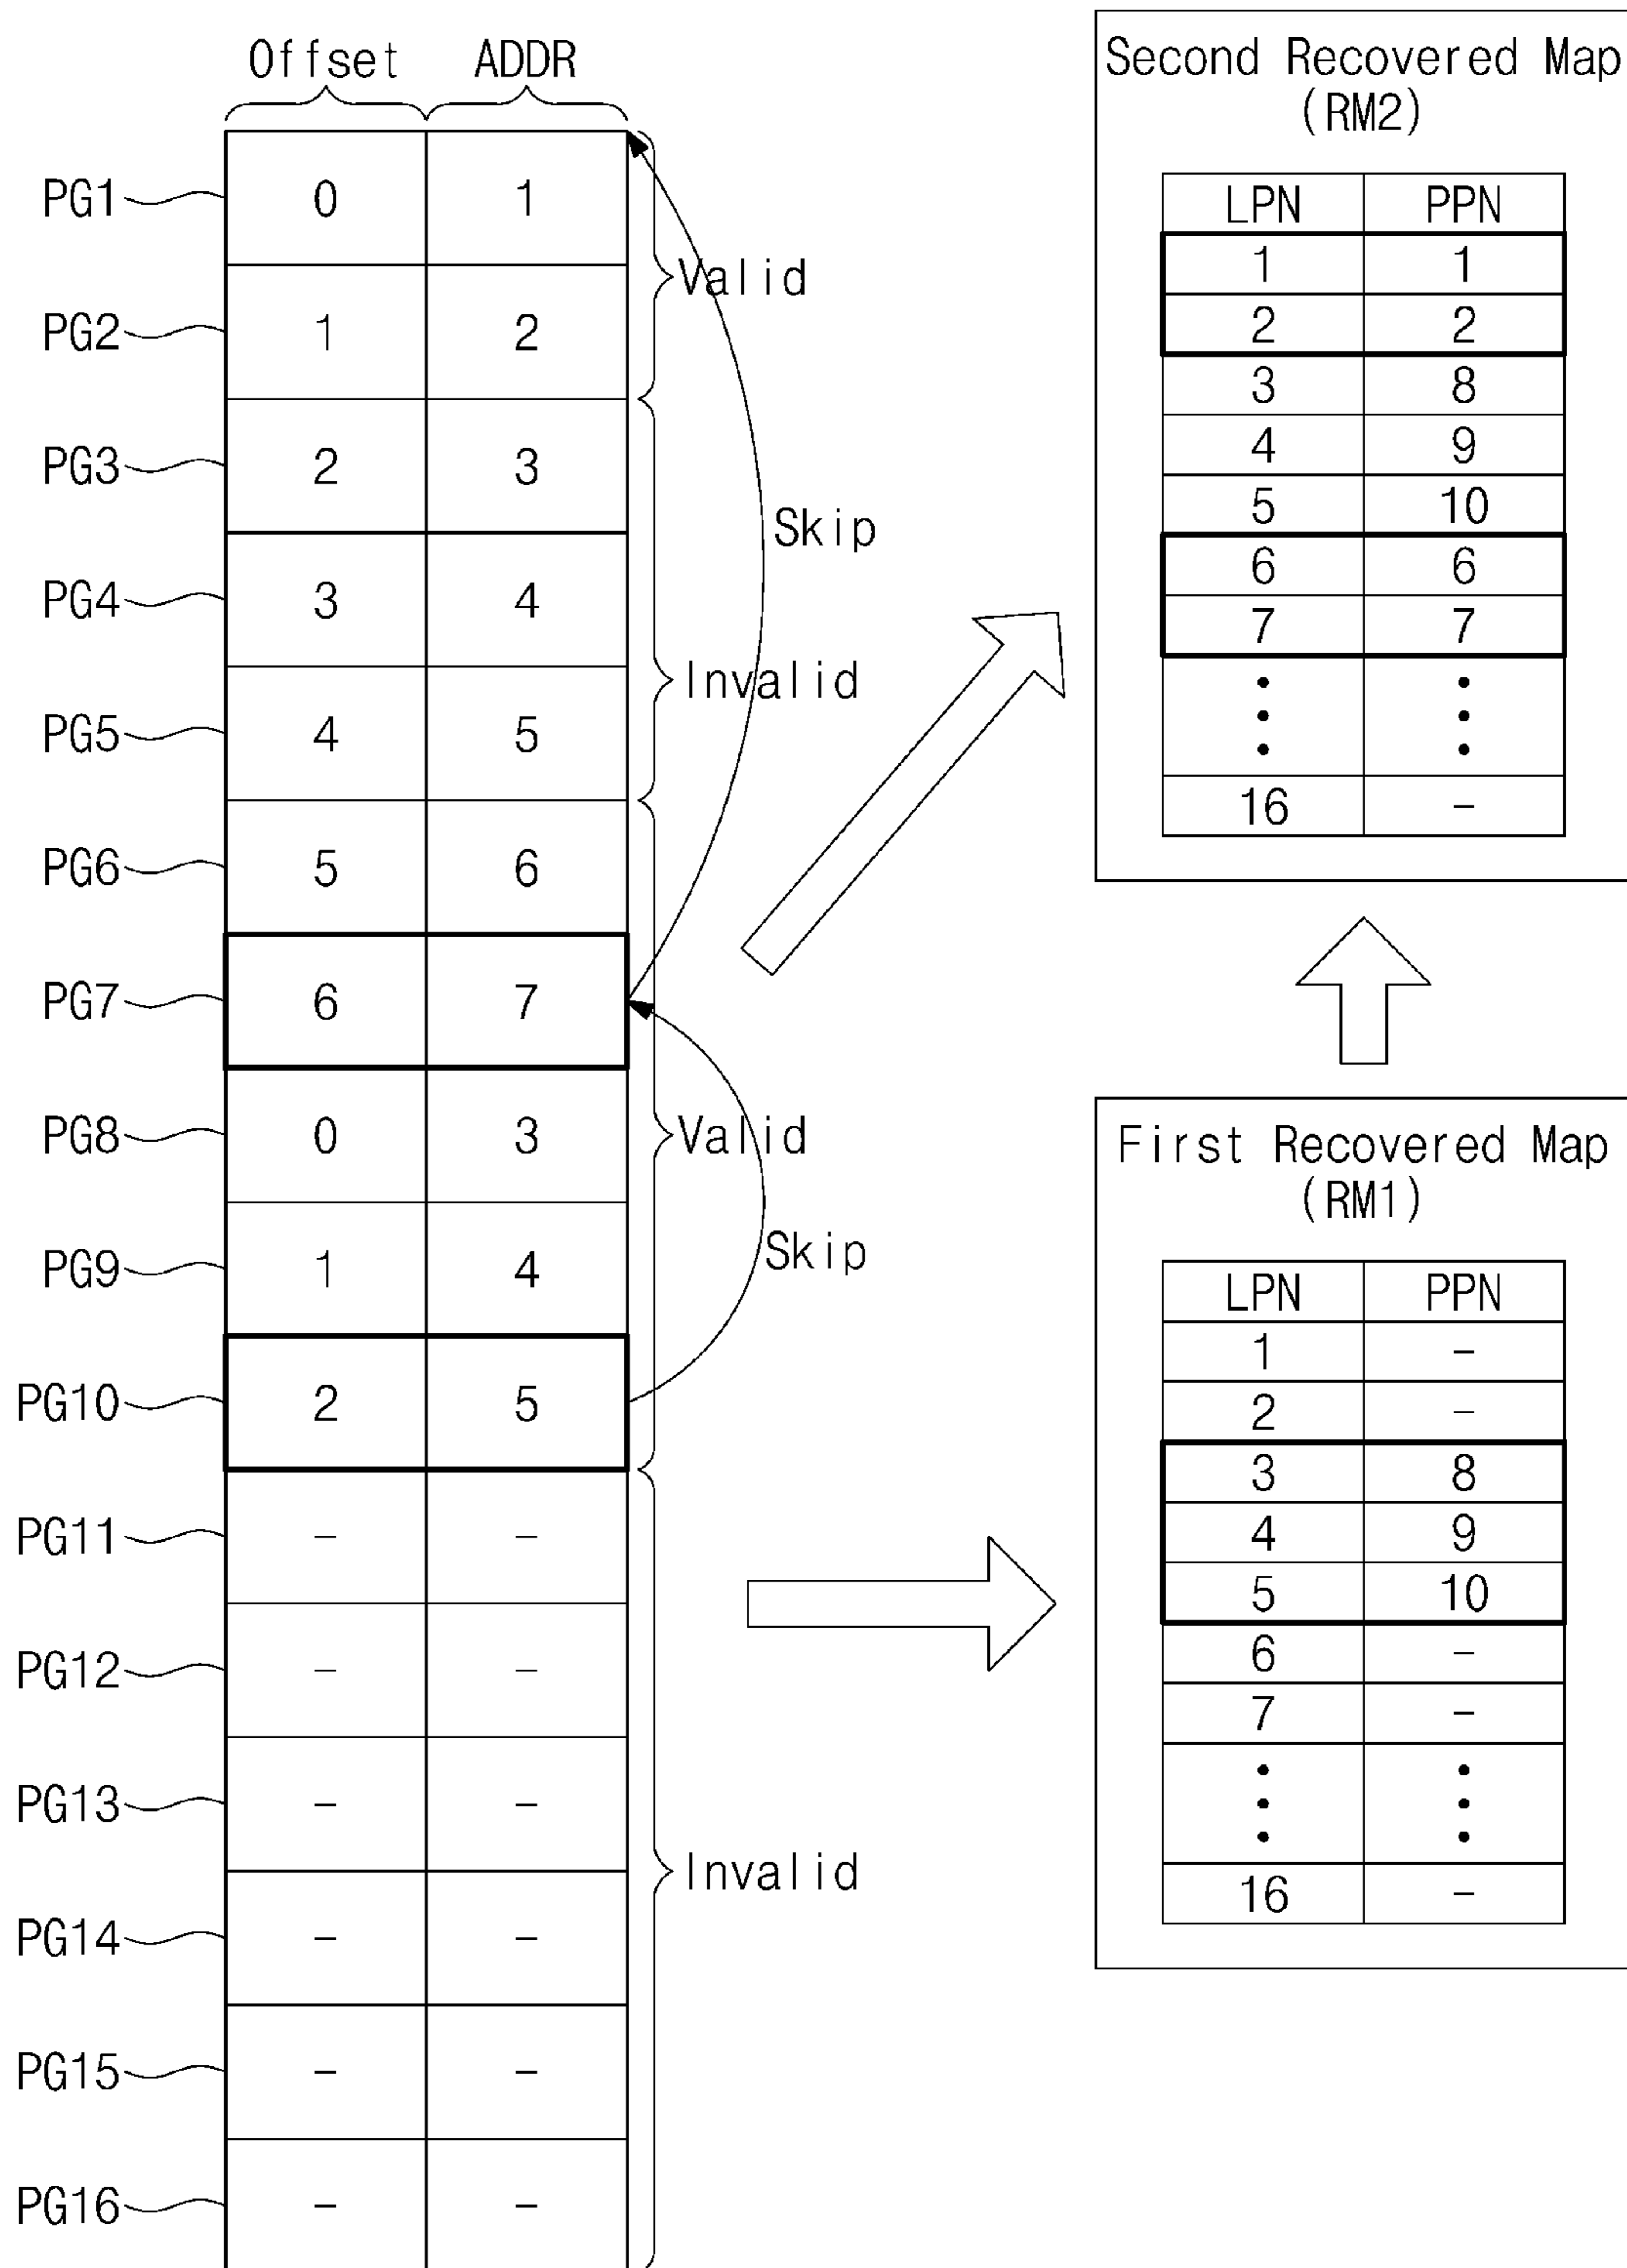 Offset ADDR
PG1 0 1
PG2 1 2
Valid
PG3 2 3
PG4 3 4
PG5 4 5
Invalid
Skip
PG6 5 6
PG7 6 7
PG8 0 3
PG9 1 4
PG10 2 5
Valid
Skip
PG11 - -
PG12 - -
PG13 - -
PG14 - -
PG15 - -
PG16 - -
Invalid
Second Recovered Map
(RM2)
LPN PPN
1 1
2 2
3 8
4 9
5 10
6 6
7 7
16 -
First Recovered Map
(RM1)
LPN PPN
1 -
2 -
3 8
4 9
5 10
6 -
7 -
16 -